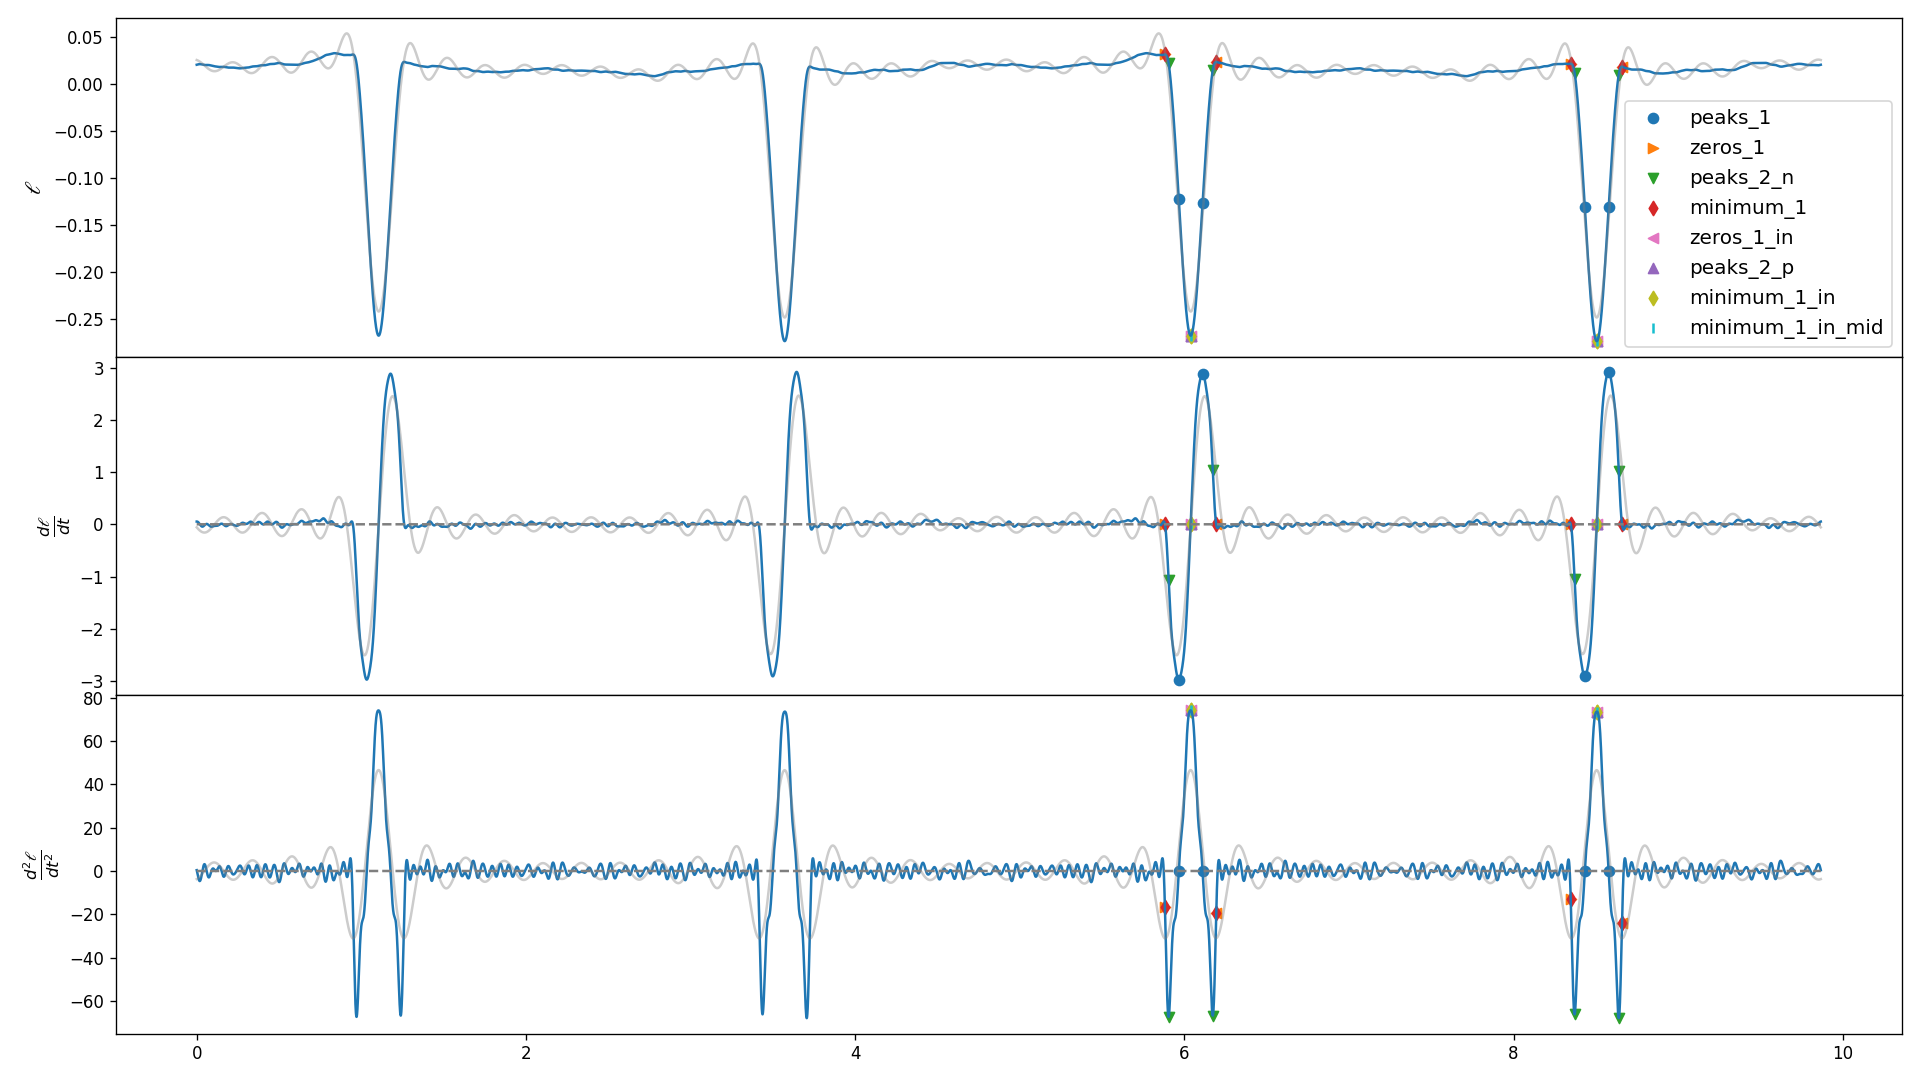 0.05
0.00
−0.05
−0.10
−0.15
−0.20
−0.25
ℓ
peaks_1
zeros_1
peaks_2_n
minimum_1
zeros_1_in
peaks_2_p
minimum_1_in
minimum_1_in_mid
3
2
1
0
−1
−2
−3
dℓ
dt
80
60
40
20
0
−20
−40
−60
d²ℓ
dt²
0 2 4 6 8 10